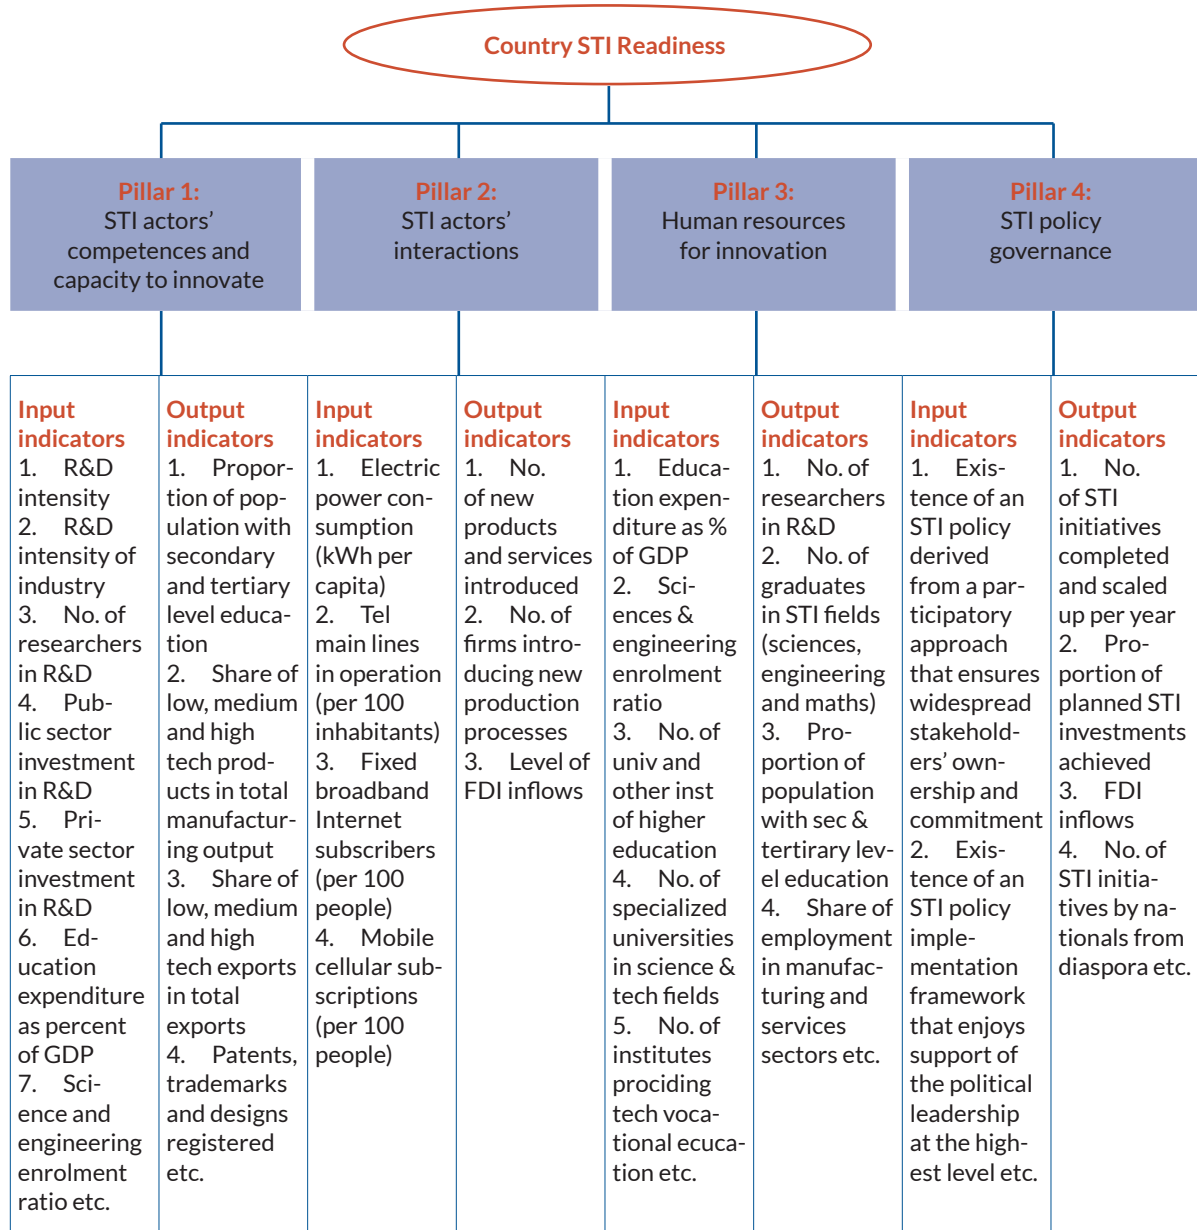 Country STI Readiness
Pillar 1:
STI actors’
competences and
capacity to innovate
Pillar 2:
STI actors’
interactions
Pillar 3:
Human resources
for innovation
Pillar 4:
STI policy
governance
Input
indicators
1. R&D
intensity
2. R&D
intensity of
industry
3. No. of
researchers
in R&D
4. Pub-
lic sector
investment
in R&D
5. Pri-
vate sector
investment
in R&D
6. Ed-
ucation
expenditure
as percent
of GDP
7. Sci-
ence and
engineering
enrolment
ratio etc.
Output
indicators
1. Propor-
tion of pop-
ulation with
secondary
and tertiary
level educa-
tion
2. Share of
low, medium
and high
tech prod-
ucts in total
manufactur-
ing output
3. Share of
low, medium
and high
tech exports
in total
exports
4. Patents,
trademarks
and designs
registered
etc.
Input
indicators
1. Electric
power con-
sumption
(kWh per
capita)
2. Tel
main lines
in operation
(per 100
inhabitants)
3. Fixed
broadband
Internet
subscribers
(per 100
people)
4. Mobile
cellular sub-
scriptions
(per 100
people)
Output
indicators
1. No.
of new
products
and services
introduced
2. No. of
firms intro-
ducing new
production
processes
3. Level of
FDI inflows
Input
indicators
1. Educa-
tion expen-
diture as %
of GDP
2. Sci-
ences &
engineering
enrolment
ratio
3. No. of
univ and
other inst
of higher
education
4. No. of
specialized
universities
in science &
tech fields
5. No. of
institutes
prociding
tech voca-
tional ecuca-
tion etc.
Output
indicators
1. No. of
researchers
in R&D
2. No. of
graduates
in STI fields
(sciences,
engineering
and maths)
3. Pro-
portion of
population
with sec &
tertirary lev-
el education
4. Share of
employment
in manufac-
turing and
services
sectors etc.
Input
indicators
1. Exis-
tence of an
STI policy
derived
from a par-
ticipatory
approach
that ensures
widespread
stakehold-
ers’ own-
ership and
commitment
2. Exis-
tence of an
STI policy
imple-
mentation
framework
that enjoys
support of
the political
leadership
at the high-
est level etc.
Output
indicators
1. No.
of STI
initiatives
completed
and scaled
up per year
2. Pro-
portion of
planned STI
investments
achieved
3. FDI
inflows
4. No. of
STI initia-
tives by na-
tionals from
diaspora etc.